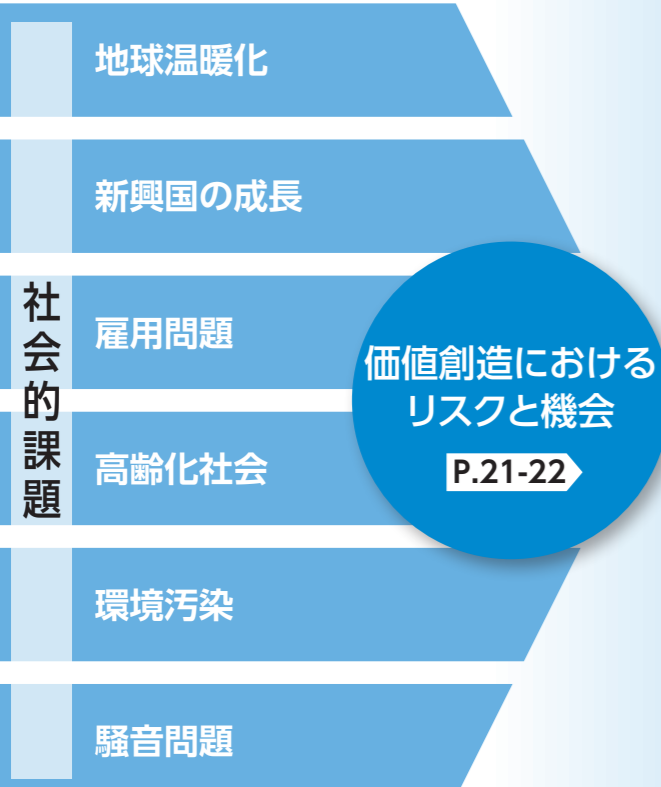 社会的課題
地球温暖化
新興国の成長
雇用問題
高齢化社会
環境汚染
騒音問題
価値創造における
リスクと機会
P.21-22